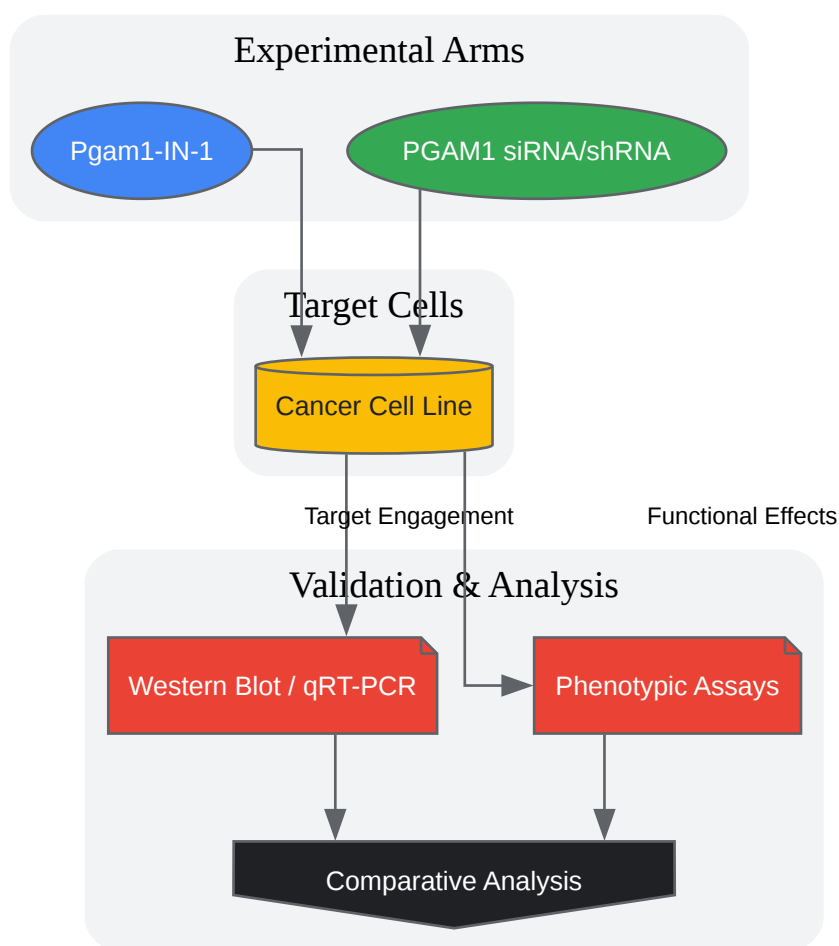 Experimental Arms
Pgam1-IN-1
PGAM1 siRNA/shRNA
Target Cells
Cancer Cell Line
Target Engagement
Functional Effects
Validation & Analysis
Western Blot / qRT-PCR
Phenotypic Assays
Comparative Analysis